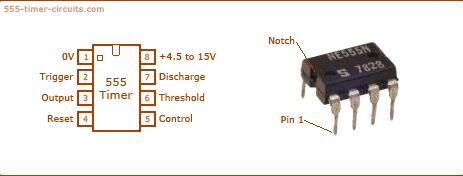 555-timer-circuits.com
0V 1 8 +4.5 to 15V
Trigger 2 7 Discharge
555
Timer
Output 3 6 Threshold
Reset 4 5 Control
Notch
NE555N
S 7828
Pin 1